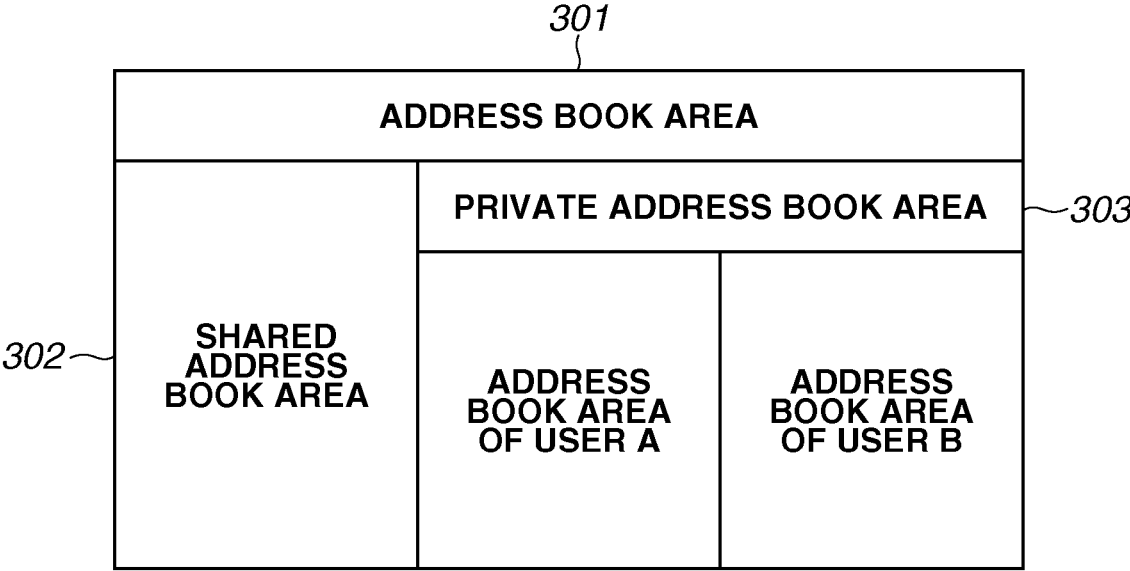 301
ADDRESS BOOK AREA
PRIVATE ADDRESS BOOK AREA
303
302
SHARED
ADDRESS
BOOK AREA
ADDRESS
BOOK AREA
OF USER A
ADDRESS
BOOK AREA
OF USER B